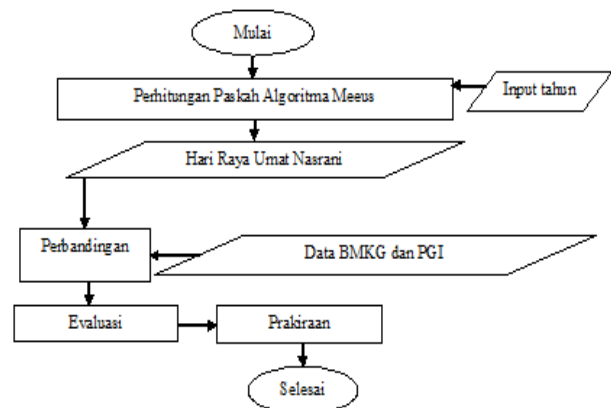 Mulai
Perhitungan Paskah Algoritma Meeus
Input tahun
Hari Raya Umat Nasrani
Perbandingan
Data BMKG dan PGI
Evaluasi
Prakiraan
Selesai